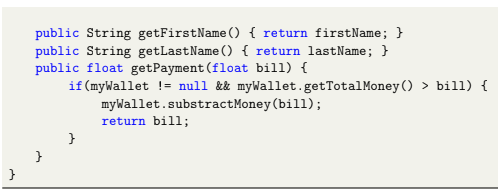 public String getFirstName() { return firstName; }
    public String getLastName() { return lastName; }
    public float getPayment(float bill) {
        if(myWallet != null && myWallet.getTotalMoney() > bill) {
            myWallet.substractMoney(bill);
            return bill;
        }
    }
}